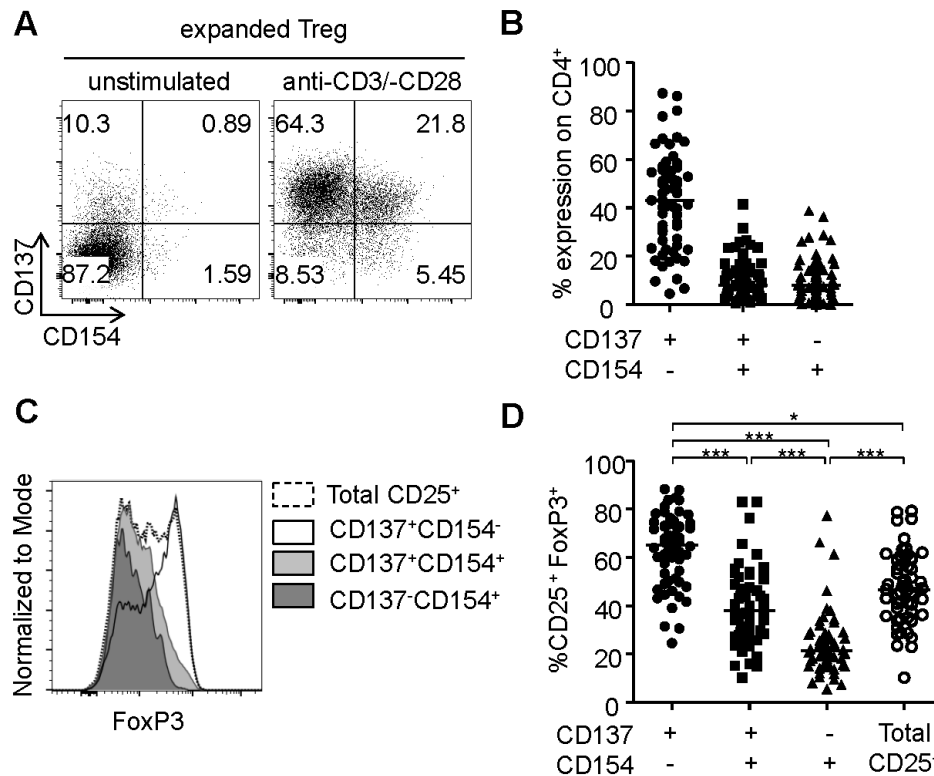 A
expanded Treg
unstimulated
anti-CD3/-CD28
10.3
0.89
64.3
21.8
87.2
1.59
8.53
5.45
CD137
CD154
B
% expression on CD4⁺
100
80
60
40
20
0
CD137 + + -
CD154 - + +
C
Normalized to Mode
FoxP3
Total CD25⁺
CD137⁺CD154⁻
CD137⁺CD154⁺
CD137⁻CD154⁺
D
*
***
*** *** ***
%CD25⁺ FoxP3⁺
100
80
60
40
20
0
CD137 + + - Total
CD154 - + + CD25⁺